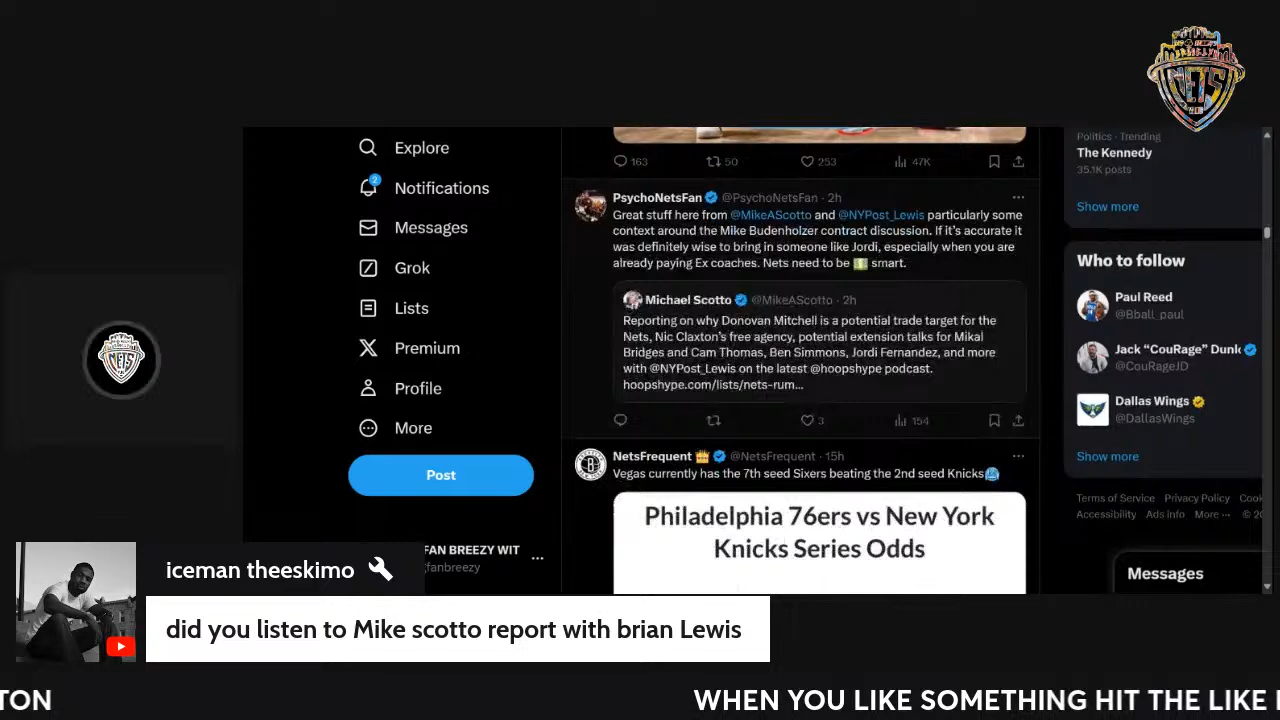 NETS
NETS
Explore
2
Notifications
Messages
Grok
Lists
Premium
Profile
More
Post
FAN BREEZY WIT
fanbreezy
163 50 253 47K
PsychoNetsFan @PsychoNetsFan · 2h
Great stuff here from @MikeAScotto and @NYPost_Lewis particularly some
context around the Mike Budenholzer contract discussion. If it's accurate it
was definitely wise to bring in someone like Jordi, especially when you are
already paying Ex coaches. Nets need to be 💵 smart.
Michael Scotto @MikeAScotto · 2h
Reporting on why Donovan Mitchell is a potential trade target for the
Nets, Nic Claxton's free agency, potential extension talks for Mikal
Bridges and Cam Thomas, Ben Simmons, Jordi Fernandez, and more
with @NYPost_Lewis on the latest @hoopshype podcast.
hoopshype.com/lists/nets-rum...
3 154
NetsFrequent 👑 @NetsFrequent · 15h
Vegas currently has the 7th seed Sixers beating the 2nd seed Knicks🥶
Philadelphia 76ers vs New York
Knicks Series Odds
Politics · Trending
The Kennedy
35.1K posts
Show more
Who to follow
Paul Reed
@Bball_paul
Jack "CouRage" Dunl
@CouRageJD
Dallas Wings
@DallasWings
Show more
Terms of Service Privacy Policy Cook
Accessibility Ads info More ··· © 20
Messages
iceman theeskimo
did you listen to Mike scotto report with brian Lewis
TON WHEN YOU LIKE SOMETHING HIT THE LIKE